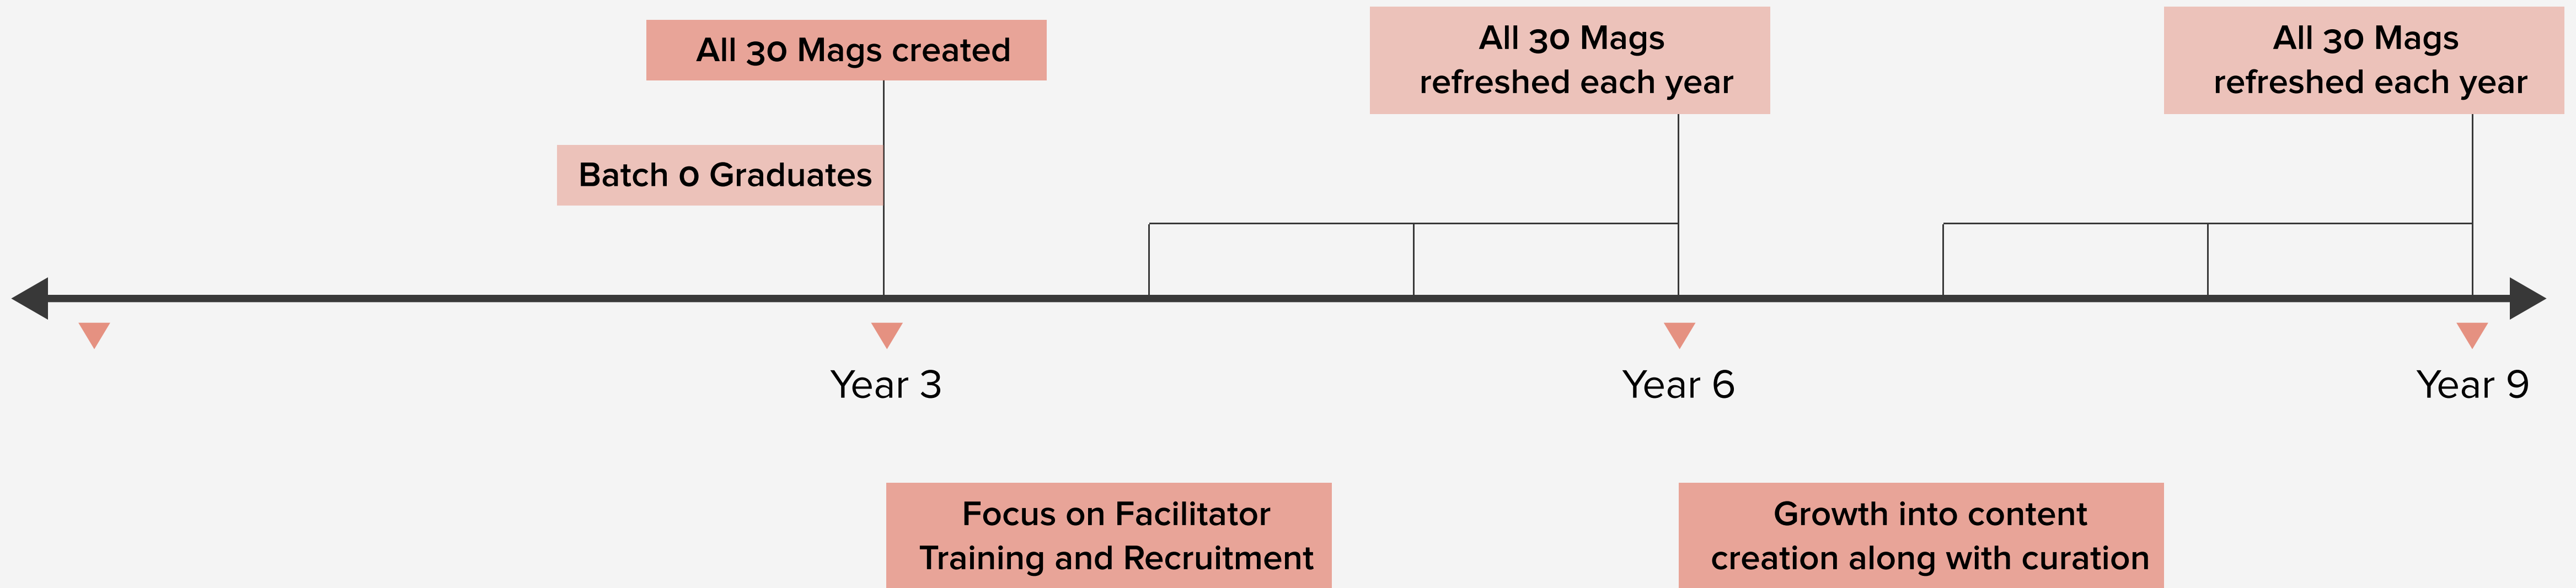 All 30 Mags created
All 30 Mags
refreshed each year
All 30 Mags
refreshed each year
Batch 0 Graduates
Year 3
Year 6
Year 9
Focus on Facilitator
Training and Recruitment
Growth into content
creation along with curation